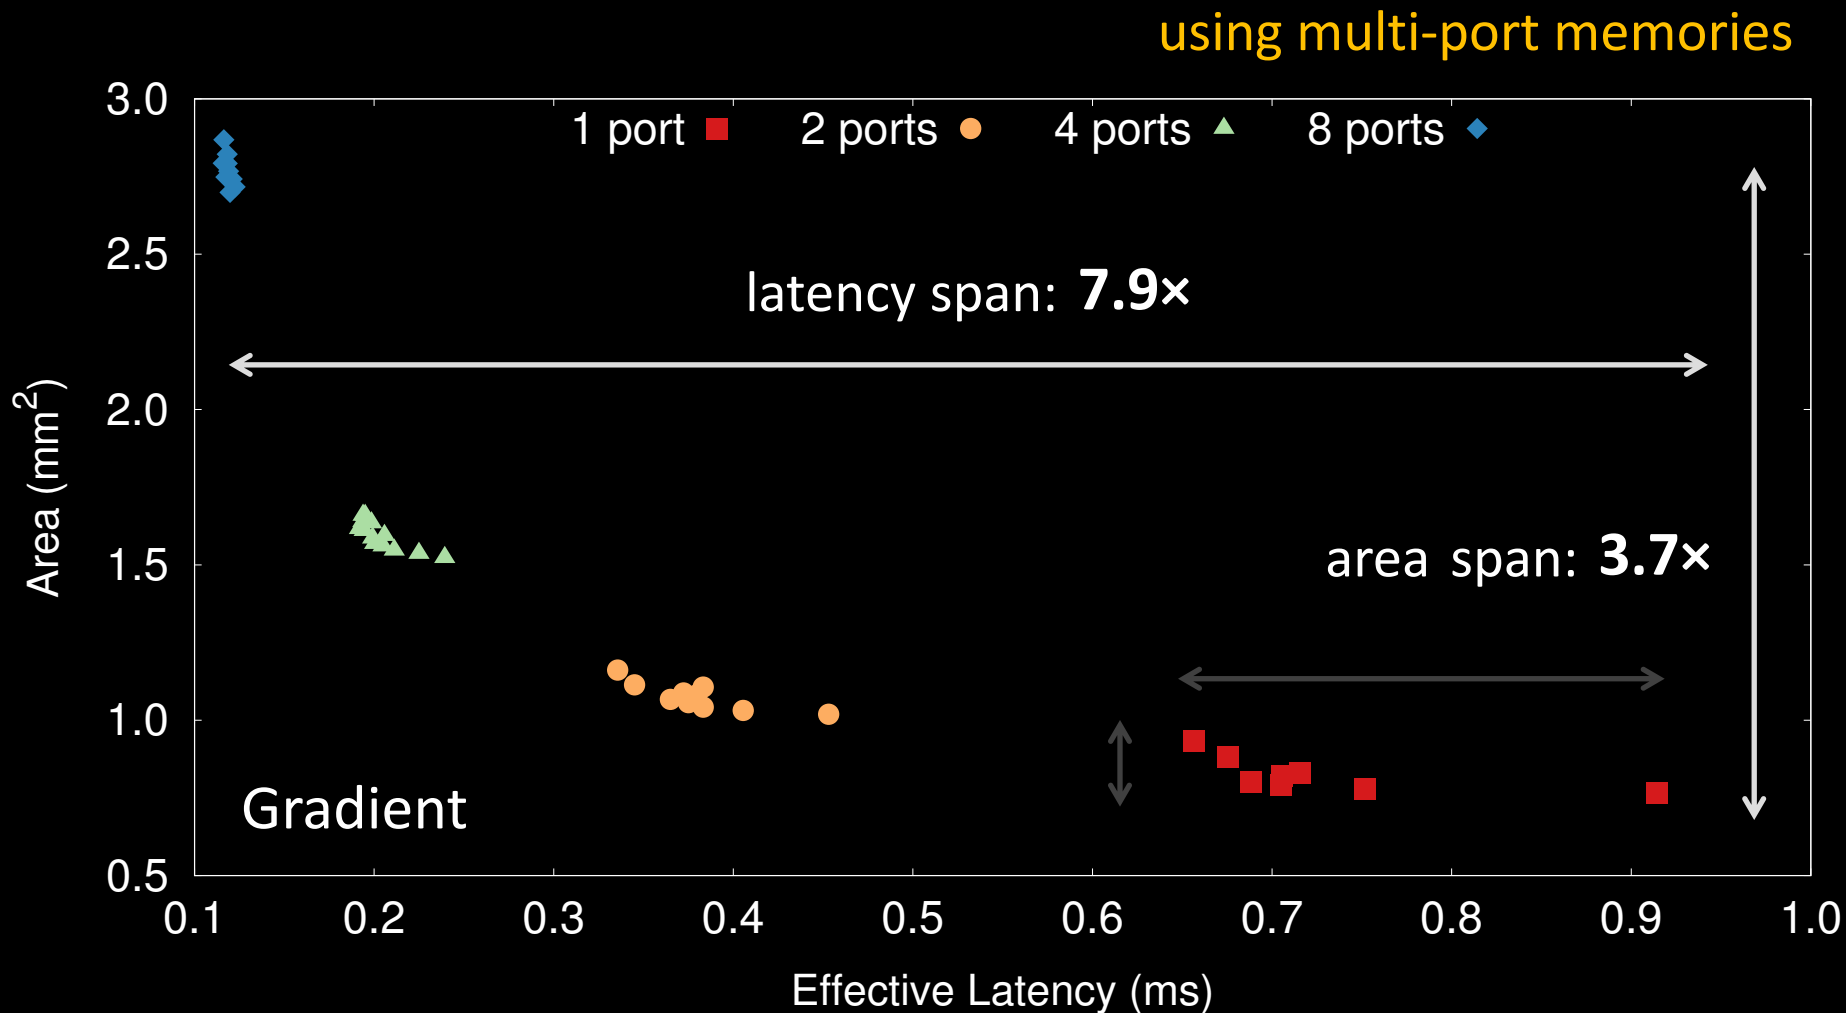 using multi-port memories
3.0
1 port 2 ports 4 ports 8 ports
2.5
latency span: 7.9×
2.0
Area (mm²)
1.5
area span: 3.7×
1.0
Gradient
0.5
0.1 0.2 0.3 0.4 0.5 0.6 0.7 0.8 0.9 1.0
Effective Latency (ms)